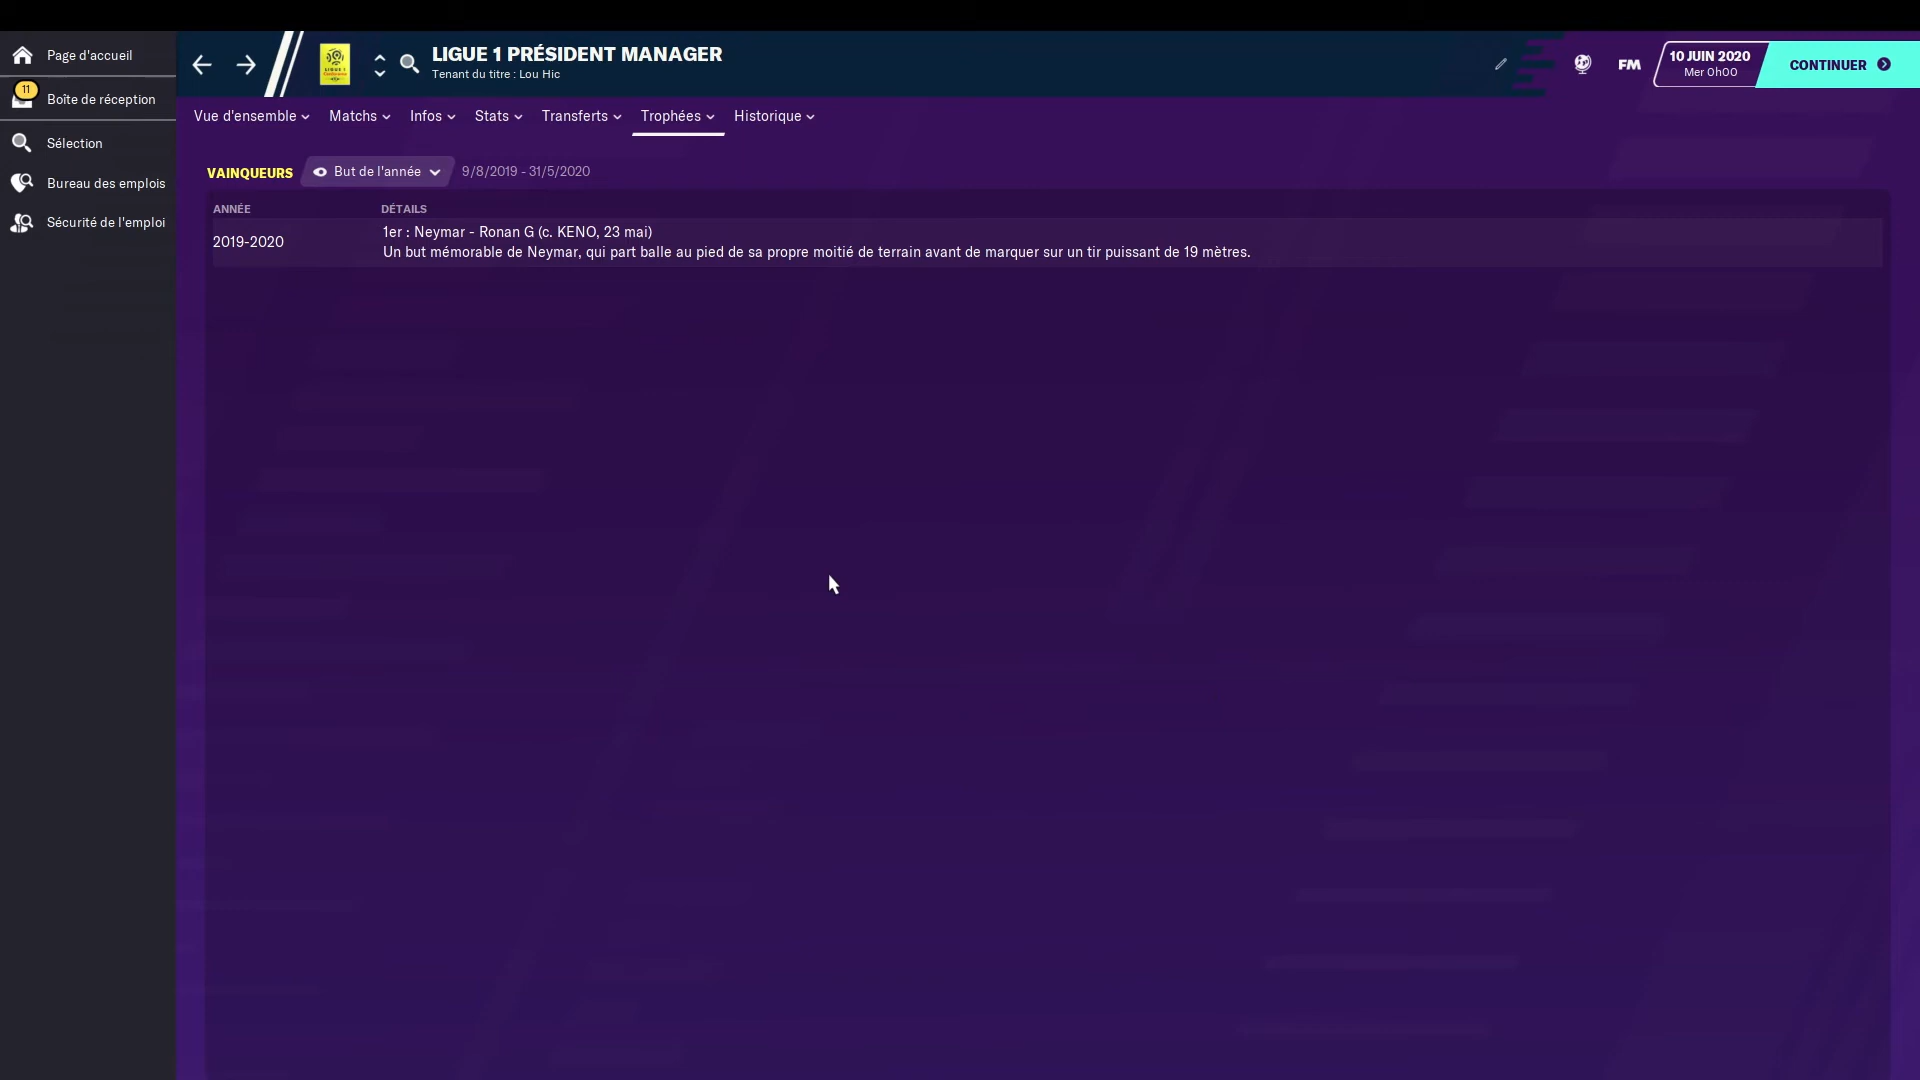 Page d'accueil
11
Boîte de réception
Sélection
Bureau des emplois
Sécurité de l'emploi
LIGUE 1
LIGUE 1 PRÉSIDENT MANAGER
Tenant du titre : Lou Hic
FM
10 JUIN 2020
Mer 0h00
CONTINUER
Vue d'ensemble Matchs Infos Stats Transferts Trophées Historique
VAINQUEURS But de l'année 9/8/2019 - 31/5/2020
ANNÉE DÉTAILS
2019-2020
1er : Neymar - Ronan G (c. KENO, 23 mai)
Un but mémorable de Neymar, qui part balle au pied de sa propre moitié de terrain avant de marquer sur un tir puissant de 19 mètres.